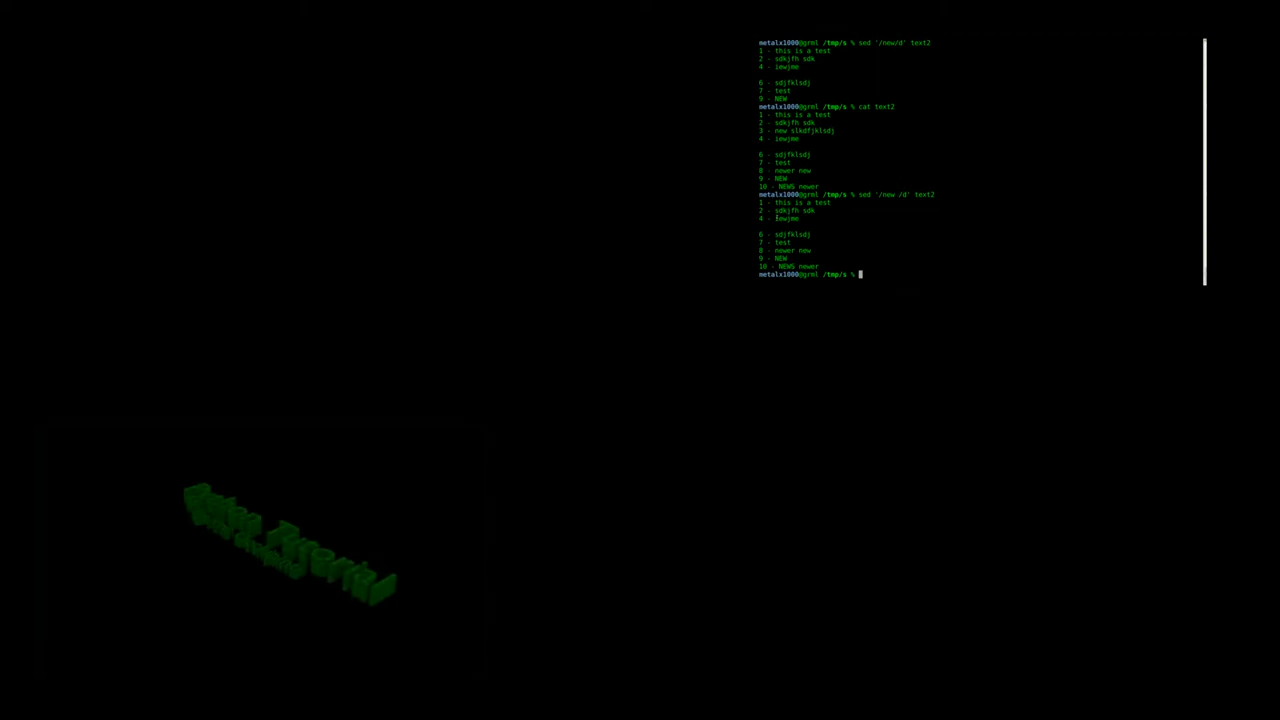 metalx1000@grml /tmp/s % sed '/new/d' text2
1 - this is a test
2 - sdkjfh sdk
4 - iewjme
6 - sdjfklsdj
7 - test
9 - NEW
metalx1000@grml /tmp/s % cat text2
1 - this is a test
2 - sdkjfh sdk
3 - new slkdfjklsdj
4 - iewjme
6 - sdjfklsdj
7 - test
8 - newer new
9 - NEW
10 - NEWS newer
metalx1000@grml /tmp/s % sed '/new /d' text2
1 - this is a test
2 - sdkjfh sdk
4 - iewjme
6 - sdjfklsdj
7 - test
8 - newer new
9 - NEW
10 - NEWS newer
metalx1000@grml /tmp/s %